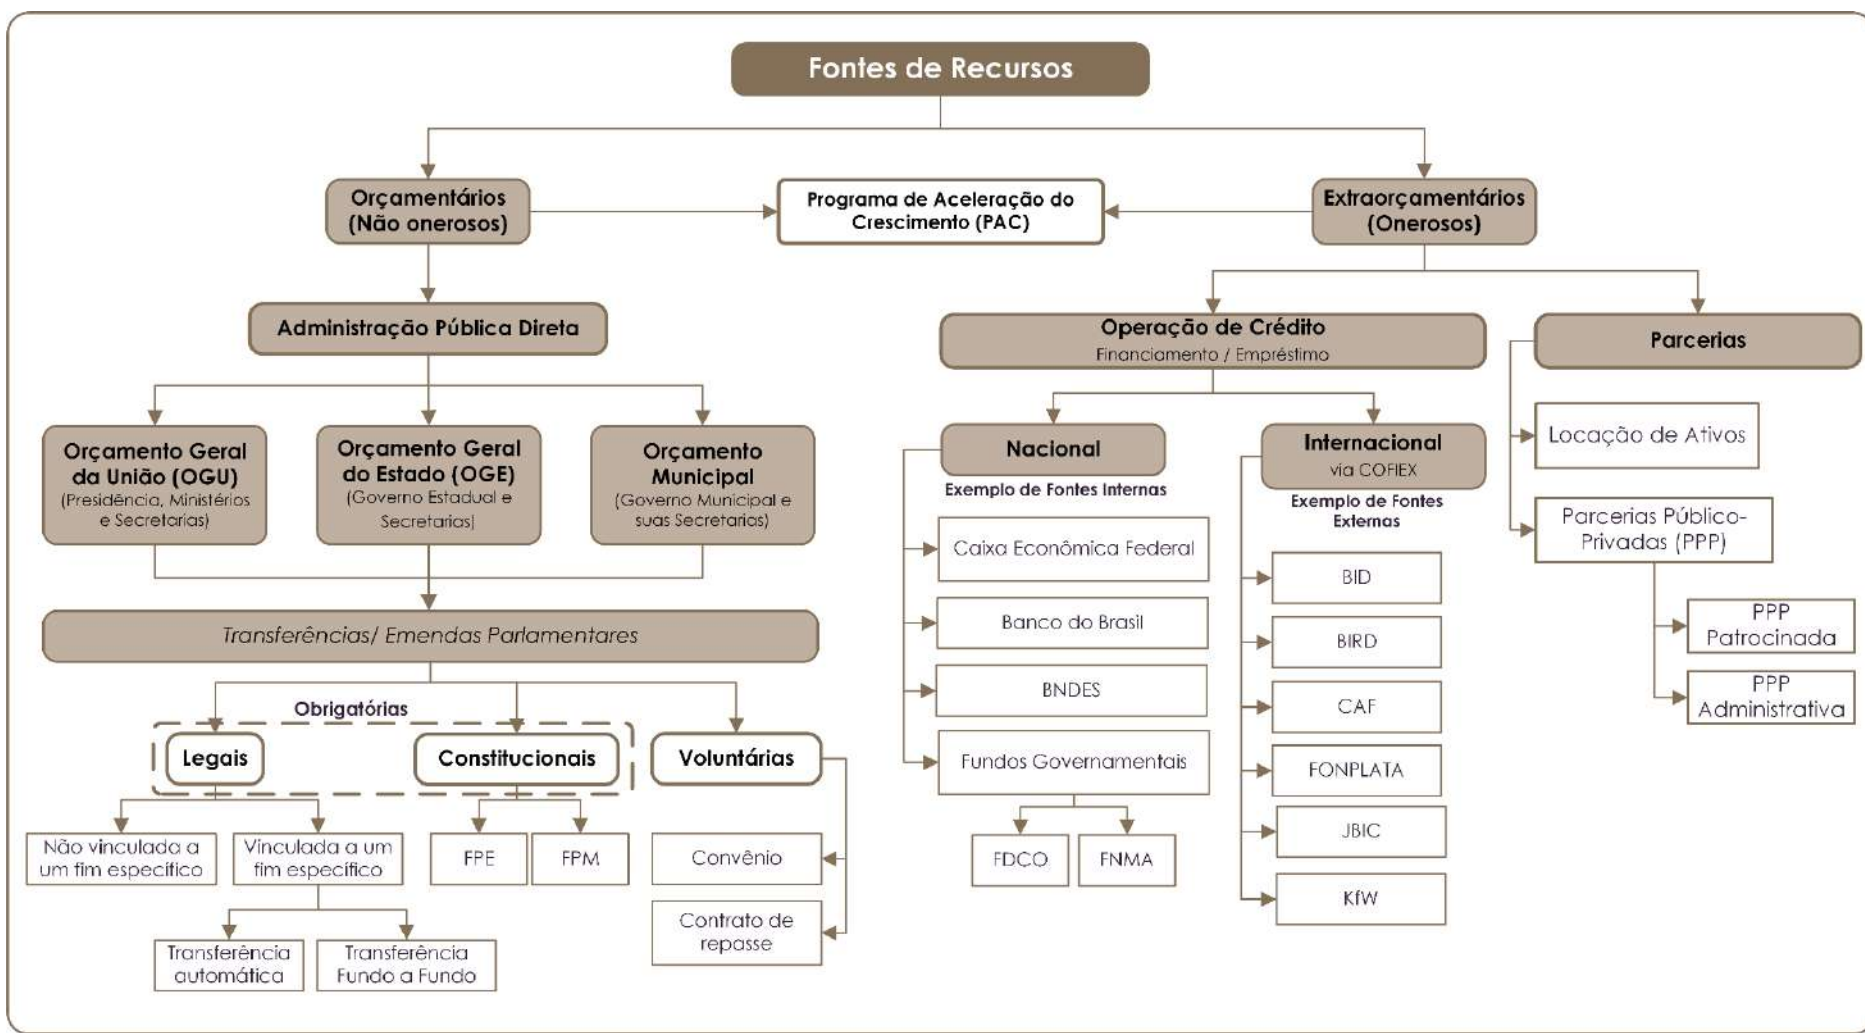 Fontes de Recursos
Orçamentários
(Não onerosos)
Programa de Aceleração do
Crescimento (PAC)
Extraorçamentários
(Onerosos)
Administração Pública Direta
Operação de Crédito
Financiamento / Empréstimo
Parcerias
Orçamento Geral
da União (OGU)
(Presidência, Ministérios
e Secretarias)
Orçamento Geral
do Estado (OGE)
(Governo Estadual e
Secretarias)
Orçamento
Municipal
(Governo Municipal e
suas Secretarias)
Nacional
Exemplo de Fontes Internas
Internacional
via COFIEX
Exemplo de Fontes
Externas
Locação de Ativos
Parcerias Público-
Privadas (PPP)
PPP
Patrocinada
PPP
Administrativa
Caixa Econômica Federal
Banco do Brasil
BNDES
Fundos Governamentais
FDCO
FNMA
BID
BIRD
CAF
FONPLATA
JBIC
KfW
Transferências/ Emendas Parlamentares
Obrigatórias
Legais
Constitucionais
Voluntárias
Não vinculada a
um fim específico
Vinculada a um
fim específico
FPE
FPM
Convênio
Contrato de
repasse
Transferência
automática
Transferência
Fundo a Fundo